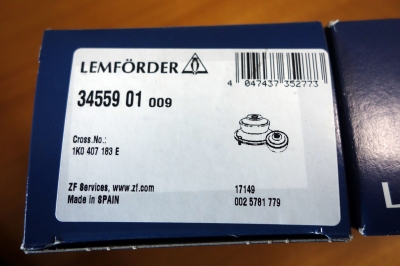 LEMFÖRDER
34559 01 009
4 047437 352773
Cross.No.:
1K0 407 183 E
ZF Services, www.zf.com
Made in SPAIN
17149
002 5781 779
L